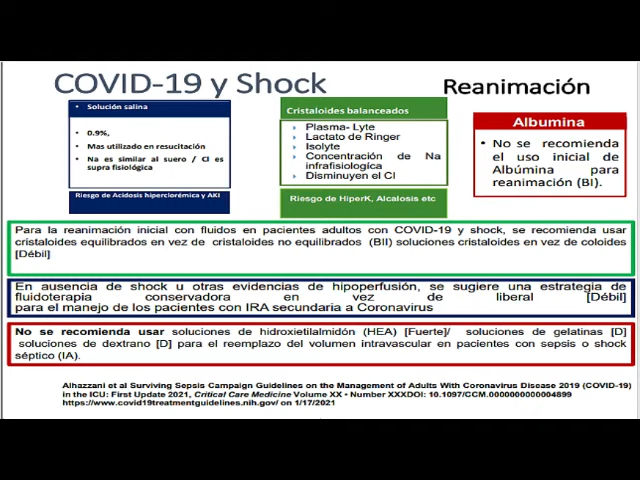 COVID-19 y Shock
Reanimación
• Solución salina
• 0.9%,
• Mas utilizado en resucitación
• Na es similar al suero / Cl es
supra fisiológica
Riesgo de Acidosis hiperclorémica y AKI
Cristaloides balanceados
Plasma- Lyte
Lactato de Ringer
Isolyte
Concentración de Na
infrafisiologíca
Disminuyen el Cl
Riesgo de HiperK, Alcalosis etc
Albumina
• No se recomienda
el uso inicial de
Albúmina para
reanimación (BI).
Para la reanimación inicial con fluidos en pacientes adultos con COVID-19 y shock, se recomienda usar
cristaloides equilibrados en vez de cristaloides no equilibrados (BII) soluciones cristaloides en vez de coloides
[Débil]
En ausencia de shock u otras evidencias de hipoperfusión, se sugiere una estrategia de
fluidoterapia conservadora en vez de liberal [Débil]
para el manejo de los pacientes con IRA secundaria a Coronavirus
No se recomienda usar soluciones de hidroxietilalmidón (HEA) [Fuerte]/ soluciones de gelatinas [D]
soluciones de dextrano [D] para el reemplazo del volumen intravascular en pacientes con sepsis o shock
séptico (IA).
Alhazzani et al Surviving Sepsis Campaign Guidelines on the Management of Adults With Coronavirus Disease 2019 (COVID-19)
in the ICU: First Update 2021, Critical Care Medicine Volume XX • Number XXXDOI: 10.1097/CCM.0000000000004899
https://www.covid19treatmentguidelines.nih.gov/ on 1/17/2021